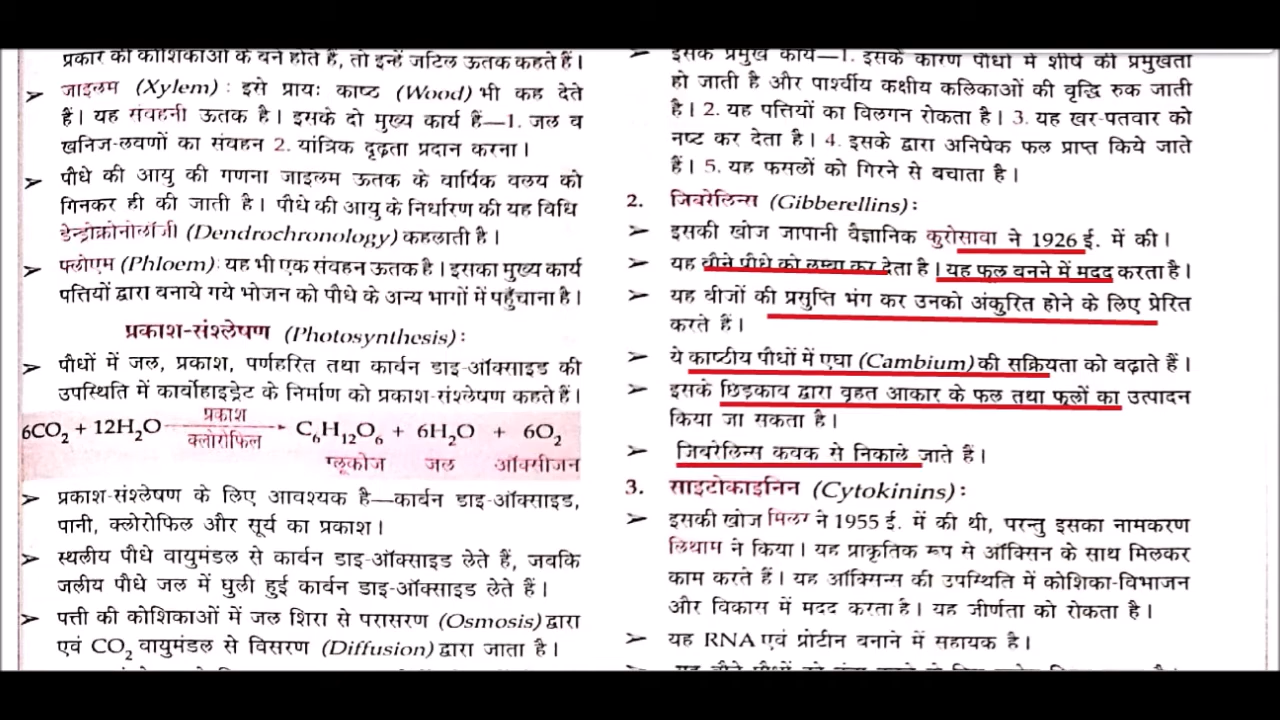 प्रकार की कोशिकाओं के बने होते हैं, तो इन्हें जटिल ऊतक कहते हैं।
➤ जाइलम (Xylem) : इसे प्रायः काष्ठ (Wood) भी कह देते
हैं। यह संवहनी ऊतक है। इसके दो मुख्य कार्य हैं—1. जल व
खनिज-लवणों का संवहन 2. यांत्रिक दृढ़ता प्रदान करना।
➤ पौधे की आयु की गणना जाइलम ऊतक के वार्षिक वलय को
गिनकर ही की जाती है। पौधे की आयु के निर्धारण की यह विधि
डेन्ड्रोक्रोनोलॉजी (Dendrochronology) कहलाती है।
➤ फ्लोएम (Phloem) : यह भी एक संवहन ऊतक है। इसका मुख्य कार्य
पत्तियों द्वारा बनाये गये भोजन को पौधे के अन्य भागों में पहुँचाना है।
प्रकाश-संश्लेषण (Photosynthesis) :
➤ पौधों में जल, प्रकाश, पर्णहरित तथा कार्बन डाइ-ऑक्साइड की
उपस्थिति में कार्बोहाइड्रेट के निर्माण को प्रकाश-संश्लेषण कहते हैं।
प्रकाश
6CO₂ + 12H₂O → C₆H₁₂O₆ + 6H₂O + 6O₂
क्लोरोफिल
ग्लूकोज जल ऑक्सीजन
➤ प्रकाश-संश्लेषण के लिए आवश्यक है—कार्बन डाइ-ऑक्साइड,
पानी, क्लोरोफिल और सूर्य का प्रकाश।
➤ स्थलीय पौधे वायुमंडल से कार्बन डाइ-ऑक्साइड लेते हैं, जबकि
जलीय पौधे जल में घुली हुई कार्बन डाइ-ऑक्साइड लेते हैं।
➤ पत्ती की कोशिकाओं में जल शिरा से परासरण (Osmosis) द्वारा
एवं CO₂ वायुमंडल से विसरण (Diffusion) द्वारा जाता है।
➤ इसके प्रमुख कार्य—1. इसके कारण पौधों में शीर्ष की प्रमुखता
हो जाती है और पार्श्वीय कक्षीय कलिकाओं की वृद्धि रुक जाती
है। 2. यह पत्तियों का विलगन रोकता है। 3. यह खर-पतवार को
नष्ट कर देता है। 4. इसके द्वारा अनिषेक फल प्राप्त किये जाते
हैं। 5. यह फसलों को गिरने से बचाता है।
2. जिबरेलिन्स (Gibberellins) :
➤ इसकी खोज जापानी वैज्ञानिक कुरोसावा ने 1926 ई. में की।
➤ यह बौने पौधे को लम्बा कर देता है। यह फूल बनने में मदद करता है।
➤ यह बीजों की प्रसुप्ति भंग कर उनको अंकुरित होने के लिए प्रेरित
करते हैं।
➤ ये काष्ठीय पौधों में एधा (Cambium) की सक्रियता को बढ़ाते हैं।
➤ इसके छिड़काव द्वारा वृहत आकार के फल तथा फूलों का उत्पादन
किया जा सकता है।
➤ जिबरेलिन्स कवक से निकाले जाते हैं।
3. साइटोकाइनिन (Cytokinins) :
➤ इसकी खोज मिलर ने 1955 ई. में की थी, परन्तु इसका नामकरण
लिथाम ने किया। यह प्राकृतिक रूप से ऑक्सिन के साथ मिलकर
काम करते हैं। यह ऑक्सिन्स की उपस्थिति में कोशिका-विभाजन
और विकास में मदद करता है। यह जीर्णता को रोकता है।
➤ यह RNA एवं प्रोटीन बनाने में सहायक है।